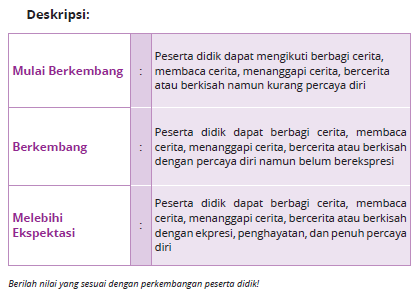 Deskripsi:
Mulai Berkembang
:
Peserta didik dapat mengikuti berbagi cerita,
membaca cerita, menanggapi cerita, bercerita
atau berkisah namun kurang percaya diri
Berkembang
:
Peserta didik dapat berbagi cerita, membaca
cerita, menanggapi cerita, bercerita atau berkisah
dengan percaya diri namun belum berekspresi
Melebihi
Ekspektasi
:
Peserta didik dapat berbagi cerita, membaca
cerita, menanggapi cerita, bercerita atau berkisah
dengan ekpresi, penghayatan, dan penuh percaya
diri
Berilah nilai yang sesuai dengan perkembangan peserta didik!